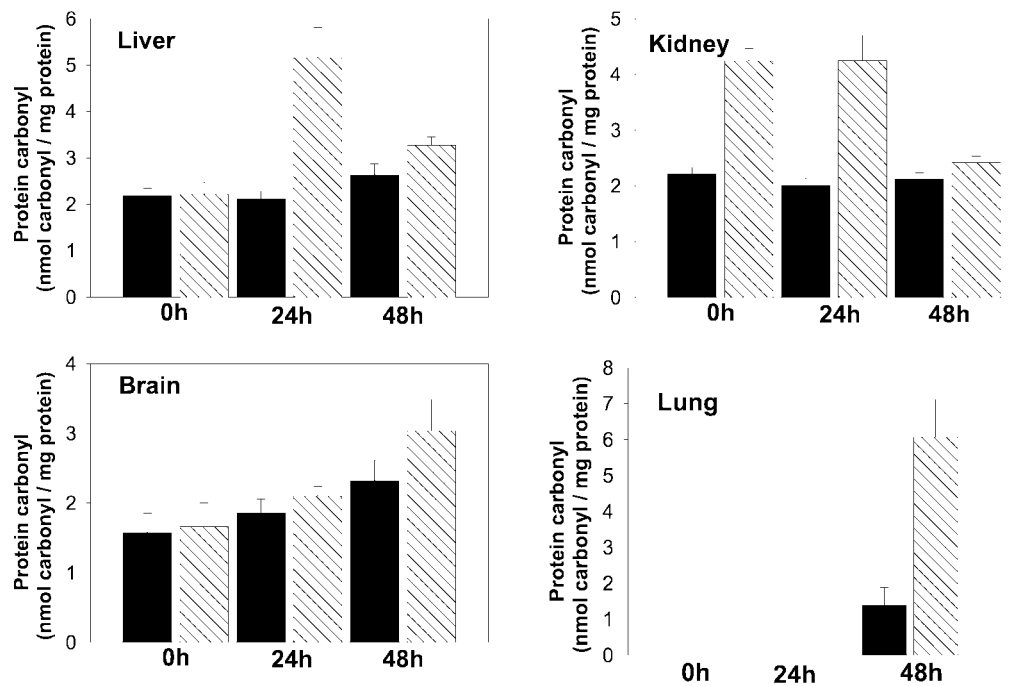 Liver
Protein carbonyl
(nmol carbonyl / mg protein)
6
5
4
3
2
1
0
0h 24h 48h
Kidney
Protein carbonyl
(nmol carbonyl / mg protein)
5
4
3
2
1
0
0h 24h 48h
Brain
Protein carbonyl
(nmol carbonyl / mg protein)
4
3
2
1
0
0h 24h 48h
Lung
Protein carbonyl
(nmol carbonyl / mg protein)
8
7
6
5
4
3
2
1
0
0h 24h 48h